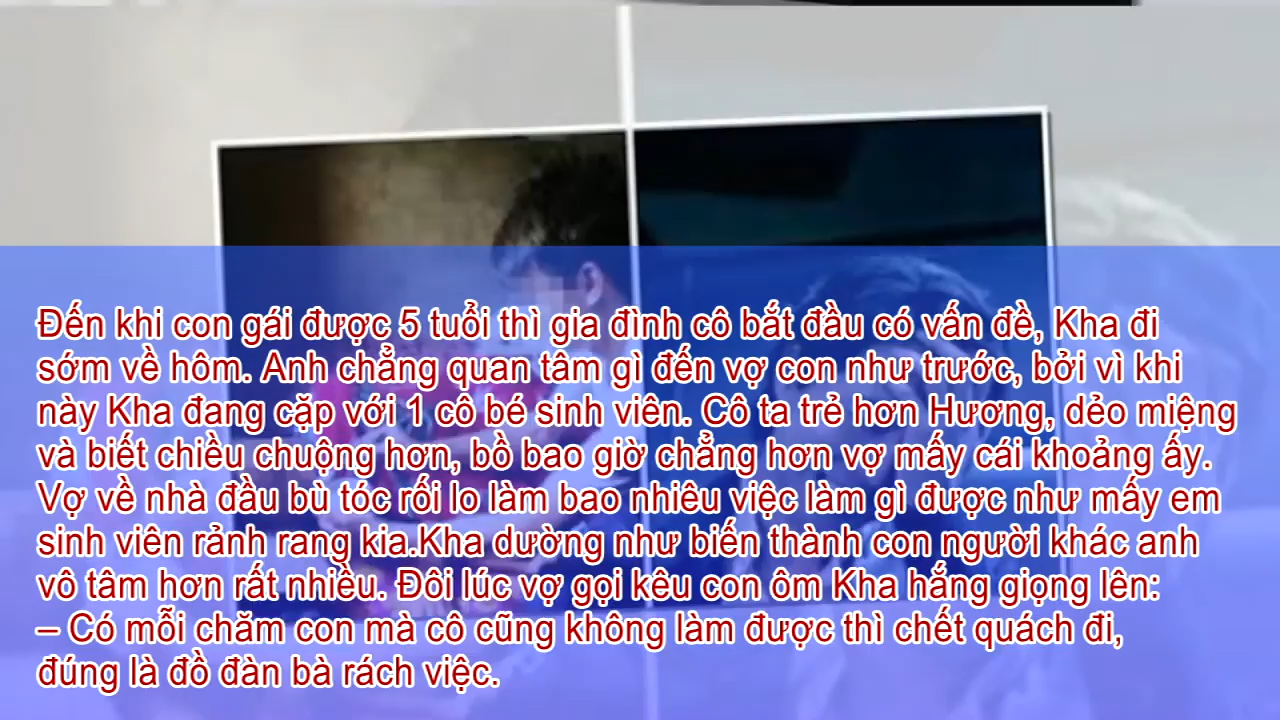 Đến khi con gái được 5 tuổi thì gia đình cô bắt đầu có vấn đề, Kha đi
sớm về hôm. Anh chẳng quan tâm gì đến vợ con như trước, bởi vì khi
này Kha đang cặp với 1 cô bé sinh viên. Cô ta trẻ hơn Hương, dẻo miệng
và biết chiều chuộng hơn, bồ bao giờ chẳng hơn vợ mấy cái khoảng ấy.
Vợ về nhà đầu bù tóc rối lo làm bao nhiêu việc làm gì được như mấy em
sinh viên rảnh rang kia.Kha dường như biến thành con người khác anh
vô tâm hơn rất nhiều. Đôi lúc vợ gọi kêu con ôm Kha hắng giọng lên:
– Có mỗi chăm con mà cô cũng không làm được thì chết quách đi,
đúng là đồ đàn bà rách việc.